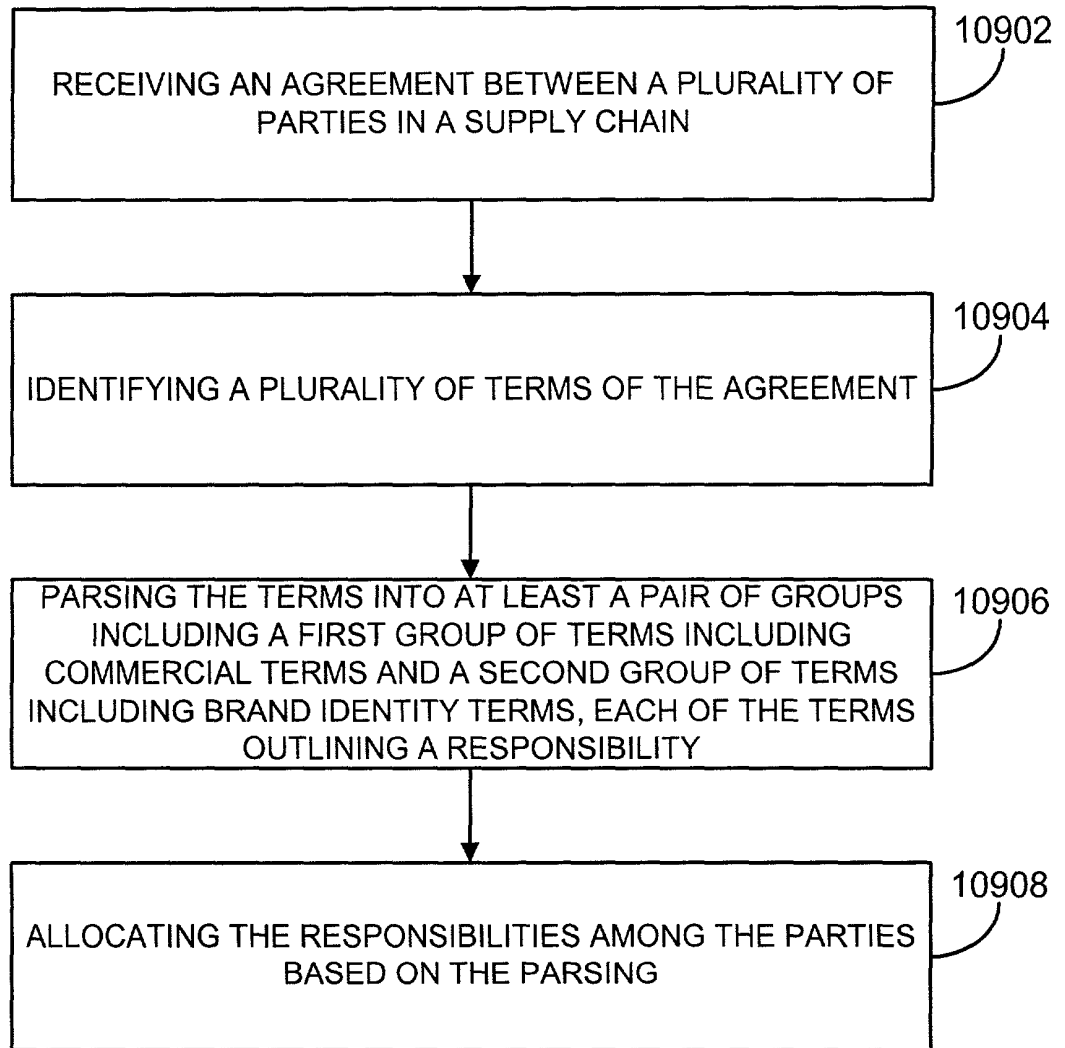 10902
RECEIVING AN AGREEMENT BETWEEN A PLURALITY OF
PARTIES IN A SUPPLY CHAIN
10904
IDENTIFYING A PLURALITY OF TERMS OF THE AGREEMENT
10906
PARSING THE TERMS INTO AT LEAST A PAIR OF GROUPS
INCLUDING A FIRST GROUP OF TERMS INCLUDING
COMMERCIAL TERMS AND A SECOND GROUP OF TERMS
INCLUDING BRAND IDENTITY TERMS, EACH OF THE TERMS
OUTLINING A RESPONSIBILITY
10908
ALLOCATING THE RESPONSIBILITIES AMONG THE PARTIES
BASED ON THE PARSING